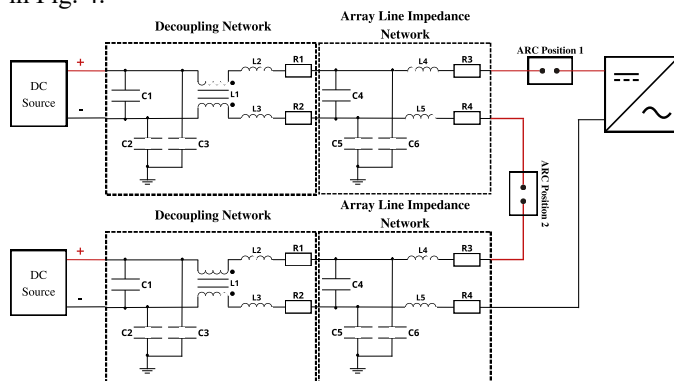 in Fig. 4.
Decoupling Network
Array Line Impedance
Network
ARC Position 1
DC
Source
+
-
C1
C2
C3
L1
L2
R1
L3
R2
C4
C5
C6
L4
R3
L5
R4
ARC Position 2
Decoupling Network
Array Line Impedance
Network
DC
Source
+
-
C1
C2
C3
L1
L2
R1
L3
R2
C4
C5
C6
L4
R3
L5
R4